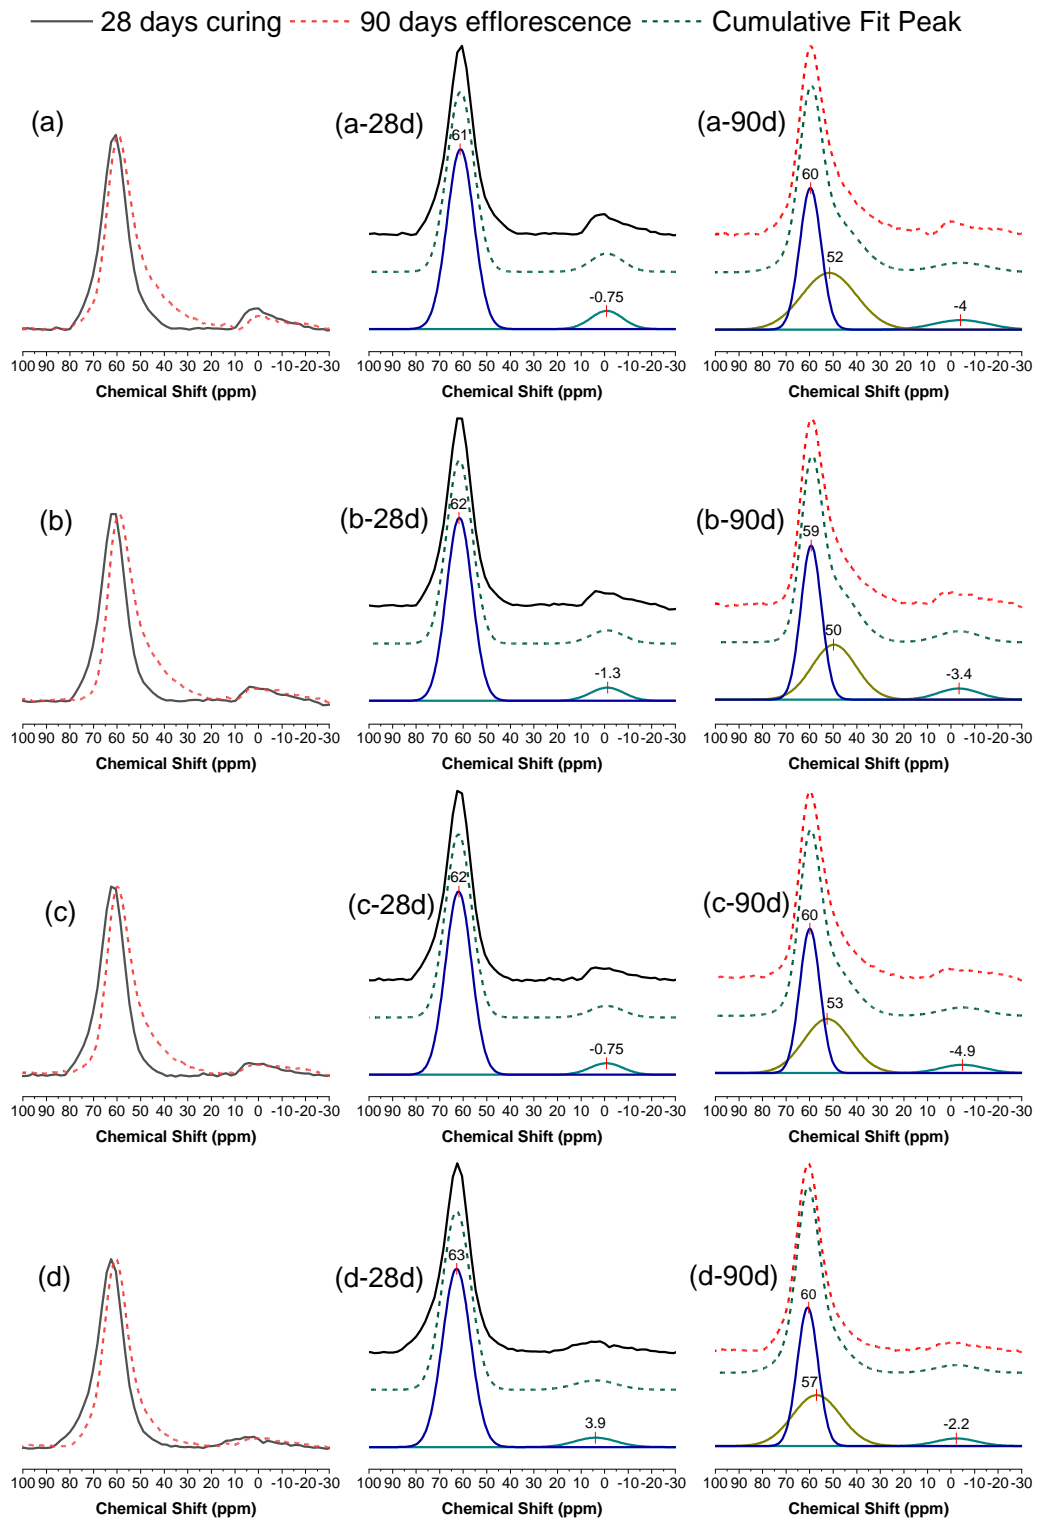 28 days curing 90 days efflorescence Cumulative Fit Peak
(a) (a-28d) (a-90d)
61 60
52
-0.75 -4
100 90 80 70 60 50 40 30 20 10 0 -10 -20 -30 100 90 80 70 60 50 40 30 20 10 0 -10 -20 -30 100 90 80 70 60 50 40 30 20 10 0 -10 -20 -30
Chemical Shift (ppm) Chemical Shift (ppm) Chemical Shift (ppm)
(b) (b-28d) (b-90d)
62 59
50
-1.3 -3.4
100 90 80 70 60 50 40 30 20 10 0 -10 -20 -30 100 90 80 70 60 50 40 30 20 10 0 -10 -20 -30 100 90 80 70 60 50 40 30 20 10 0 -10 -20 -30
Chemical Shift (ppm) Chemical Shift (ppm) Chemical Shift (ppm)
(c) (c-28d) (c-90d)
62 60
53
-0.75 -4.9
100 90 80 70 60 50 40 30 20 10 0 -10 -20 -30 100 90 80 70 60 50 40 30 20 10 0 -10 -20 -30 100 90 80 70 60 50 40 30 20 10 0 -10 -20 -30
Chemical Shift (ppm) Chemical Shift (ppm) Chemical Shift (ppm)
(d) (d-28d) (d-90d)
63 60
57
3.9 -2.2
100 90 80 70 60 50 40 30 20 10 0 -10 -20 -30 100 90 80 70 60 50 40 30 20 10 0 -10 -20 -30 100 90 80 70 60 50 40 30 20 10 0 -10 -20 -30
Chemical Shift (ppm) Chemical Shift (ppm) Chemical Shift (ppm)